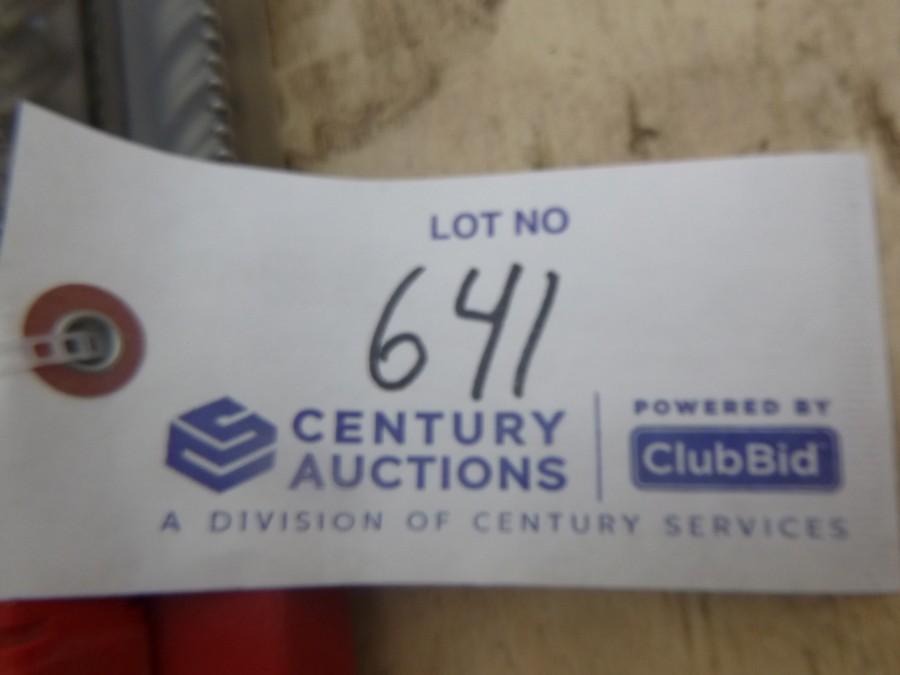 LOT NO
641
CENTURY
AUCTIONS
POWERED BY
ClubBid
A DIVISION OF CENTURY SERVICES